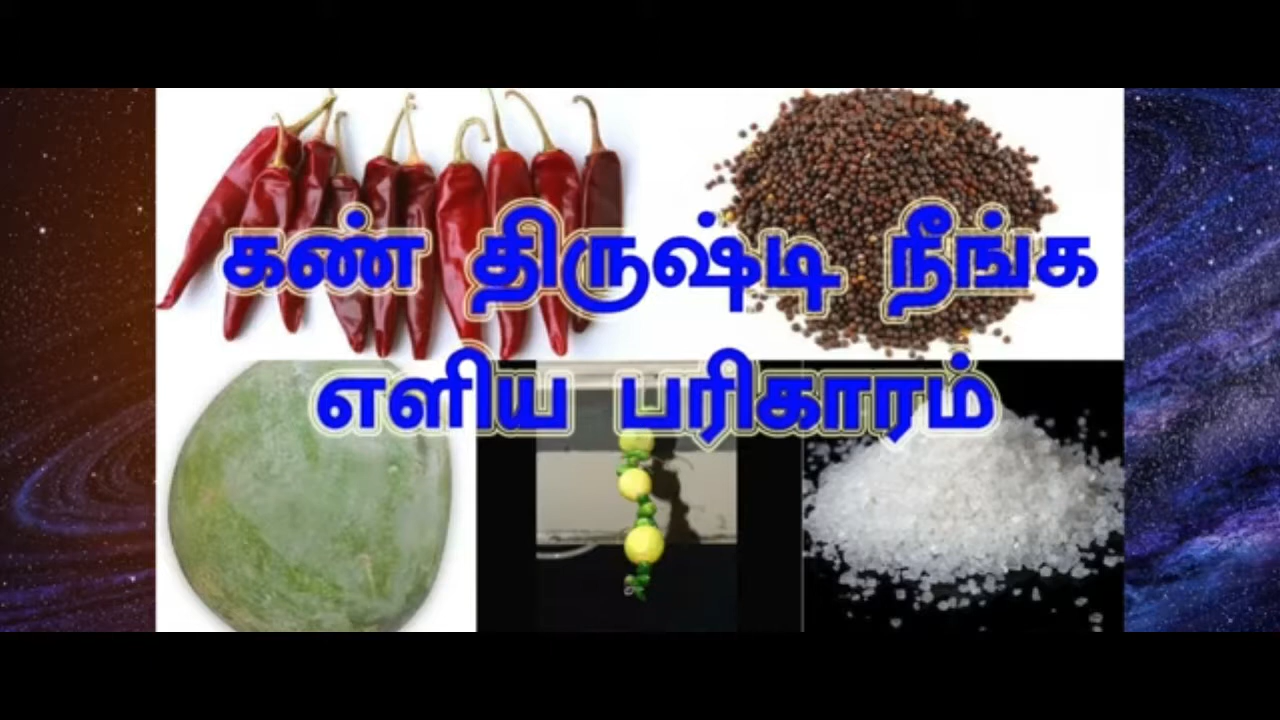 கண் திருஷ்டி நீங்க
எளிய பரிகாரம்